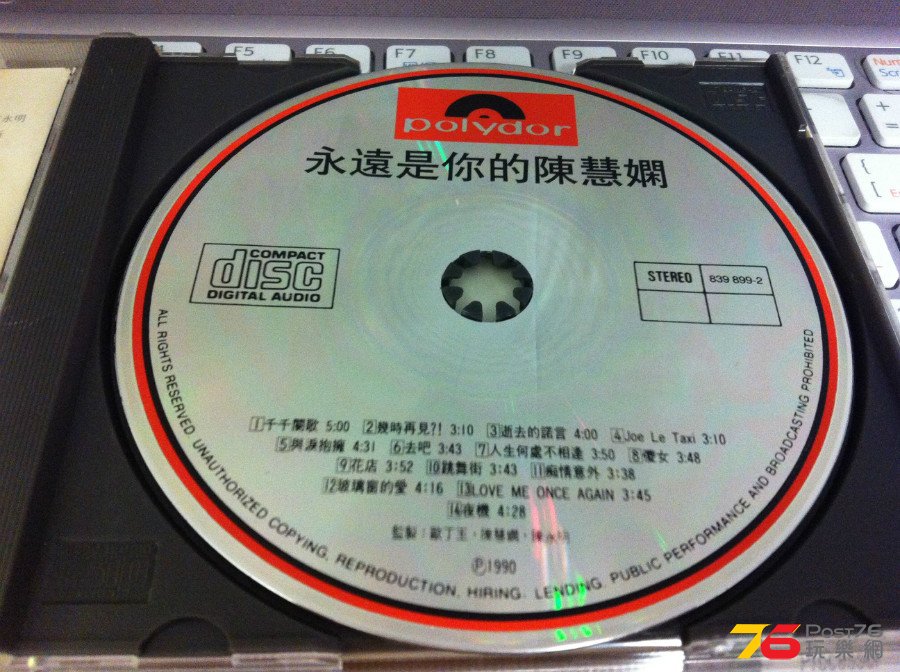 F5
F6
F7
F8
F9
F10
F11
F12
Num
polydor
永遠是你的陳慧嫻
COMPACT
disc
DIGITAL AUDIO
STEREO 839 899-2
1千千闋歌 5:00 2幾時再見?! 3:10 3逝去的諾言 4:00 4Joe Le Taxi 3:10
5與淚抱擁 4:31 6去吧 3:43 7人生何處不相逢 3:50 8傻女 3:48
9花店 3:52 10跳舞街 3:43 11痴情意外 3:38
12玻璃窗的愛 4:16 13LOVE ME ONCE AGAIN 3:45
14夜機 4:28
監製:歐丁玉,陳慧嫻,陳永明
Ⓟ1990
ALL RIGHTS RESERVED. UNAUTHORIZED COPYING, REPRODUCTION, HIRING. LENDING, PUBLIC PERFORMANCE AND BROADCASTING PROHIBITED
永明
76 POST76
玩樂網